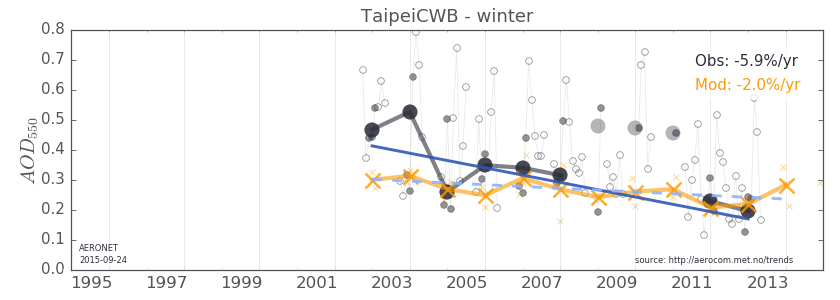 TaipeiCWB - winter
0.8
0.7
0.6
0.5
0.4
0.3
0.2
0.1
0.0
AOD550
Obs: -5.9%/yr
Mod: -2.0%/yr
AERONET
2015-09-24
source: http://aerocom.met.no/trends
1995 1997 1999 2001 2003 2005 2007 2009 2011 2013